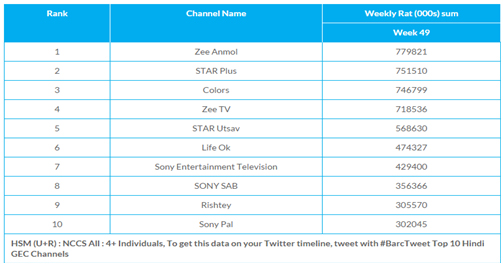 Rank Channel Name Weekly Rat (000s) sum
Week 49
1 Zee Anmol 779821
2 STAR Plus 751510
3 Colors 746799
4 Zee TV 718536
5 STAR Utsav 568630
6 Life Ok 474327
7 Sony Entertainment Television 429400
8 SONY SAB 356366
9 Rishtey 305570
10 Sony Pal 302045
HSM (U+R) : NCCS All : 4+ Individuals, To get this data on your Twitter timeline, tweet with #BarcTweet Top 10 Hindi
GEC Channels